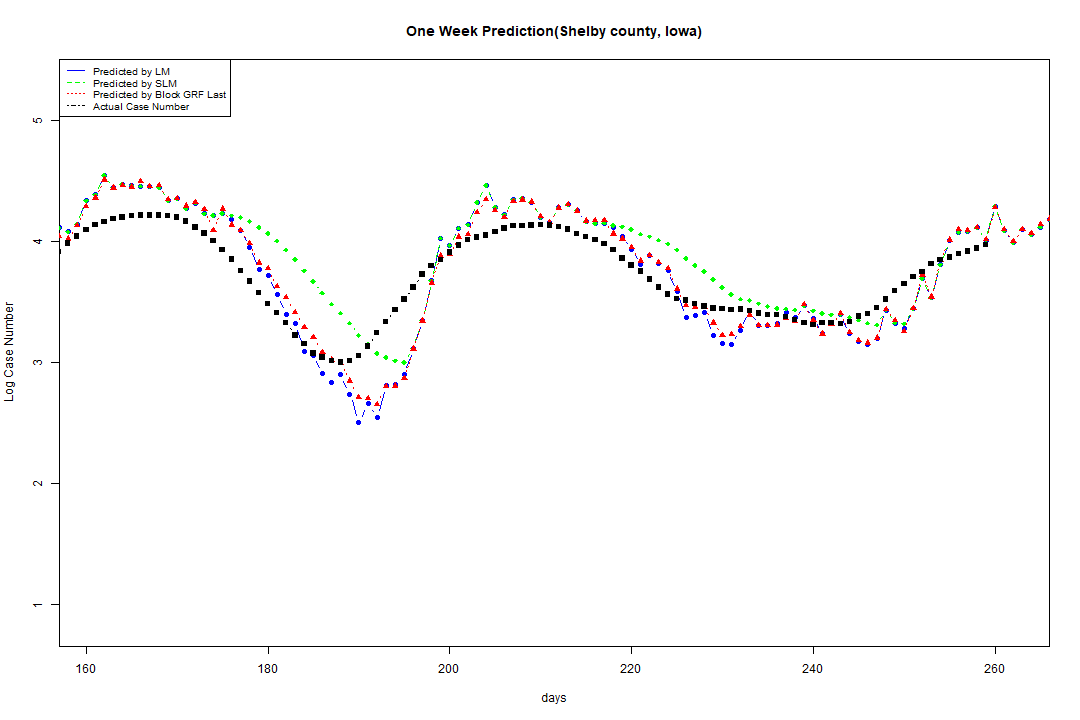 One Week Prediction(Shelby county, Iowa)
Predicted by LM
Predicted by SLM
Predicted by Block GRF Last
Actual Case Number
5
4
3
2
1
Log Case Number
160 180 200 220 240 260
days